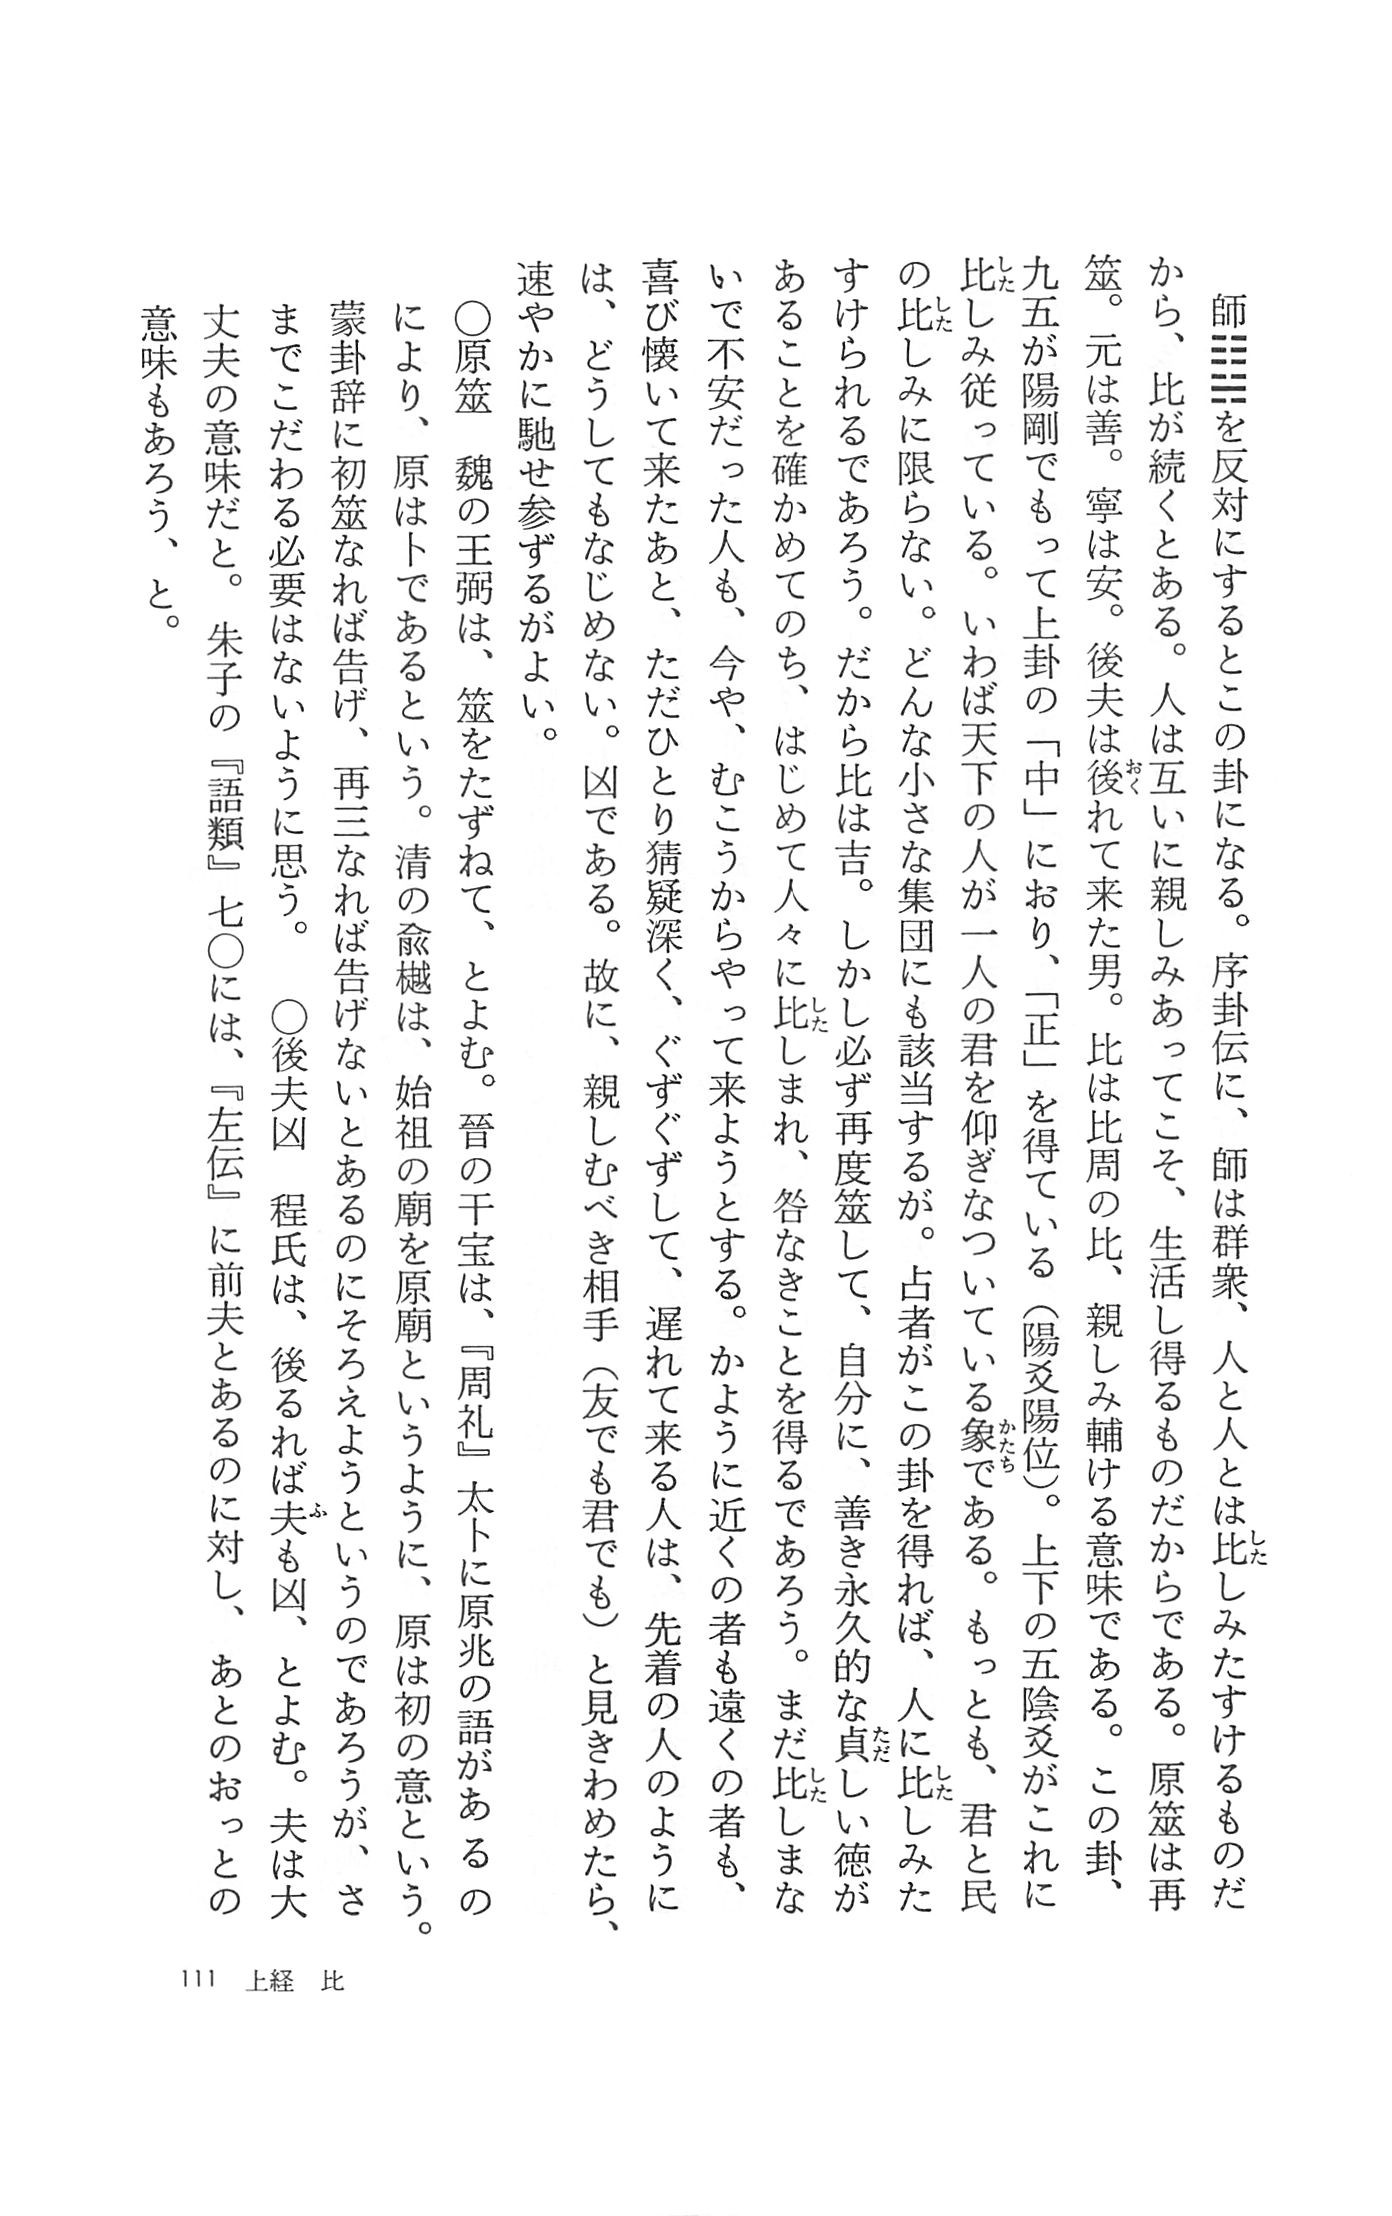 師䷆を反対にするとこの卦になる。序卦伝に、師は群衆、人と人とは比しみたすけるものだ
から、比が続くとある。人は互いに親しみあってこそ、生活し得るものだからである。原筮は再
筮。元は善。寧は安。後夫は後れて来た男。比は比周の比、親しみ輔ける意味である。この卦、
九五が陽剛でもって上卦の「中」におり、「正」を得ている（陽爻陽位）。上下の五陰爻がこれに
比しみ従っている。いわば天下の人が一人の君を仰ぎなついている象である。もっとも、君と民
の比しみに限らない。どんな小さな集団にも該当するが。占者がこの卦を得れば、人に比しみた
すけられるであろう。だから比は吉。しかし必ず再度筮して、自分に、善き永久的な貞しい徳が
あることを確かめてのち、はじめて人々に比しまれ、咎なきことを得るであろう。まだ比しまな
いで不安だった人も、今や、むこうからやって来ようとする。かように近くの者も遠くの者も、
喜び懐いて来たあと、ただひとり猜疑深く、ぐずぐずして、遅れて来る人は、先着の人のように
は、どうしてもなじめない。凶である。故に、親しむべき相手（友でも君でも）と見きわめたら、
速やかに馳せ参ずるがよい。
〇原筮　魏の王弼は、筮をたずねて、とよむ。晉の干宝は、『周礼』太卜に原兆の語があるの
により、原は卜であるという。清の兪樾は、始祖の廟を原廟というように、原は初の意という。
蒙卦辞に初筮なれば告げ、再三なれば告げないとあるのにそろえようというのであろうが、さ
までこだわる必要はないように思う。　〇後夫凶　程氏は、後るれば夫も凶、とよむ。夫は大
丈夫の意味だと。朱子の『語類』七〇には、『左伝』に前夫とあるのに対し、あとのおっとの
意味もあろう、と。
111　上経　比